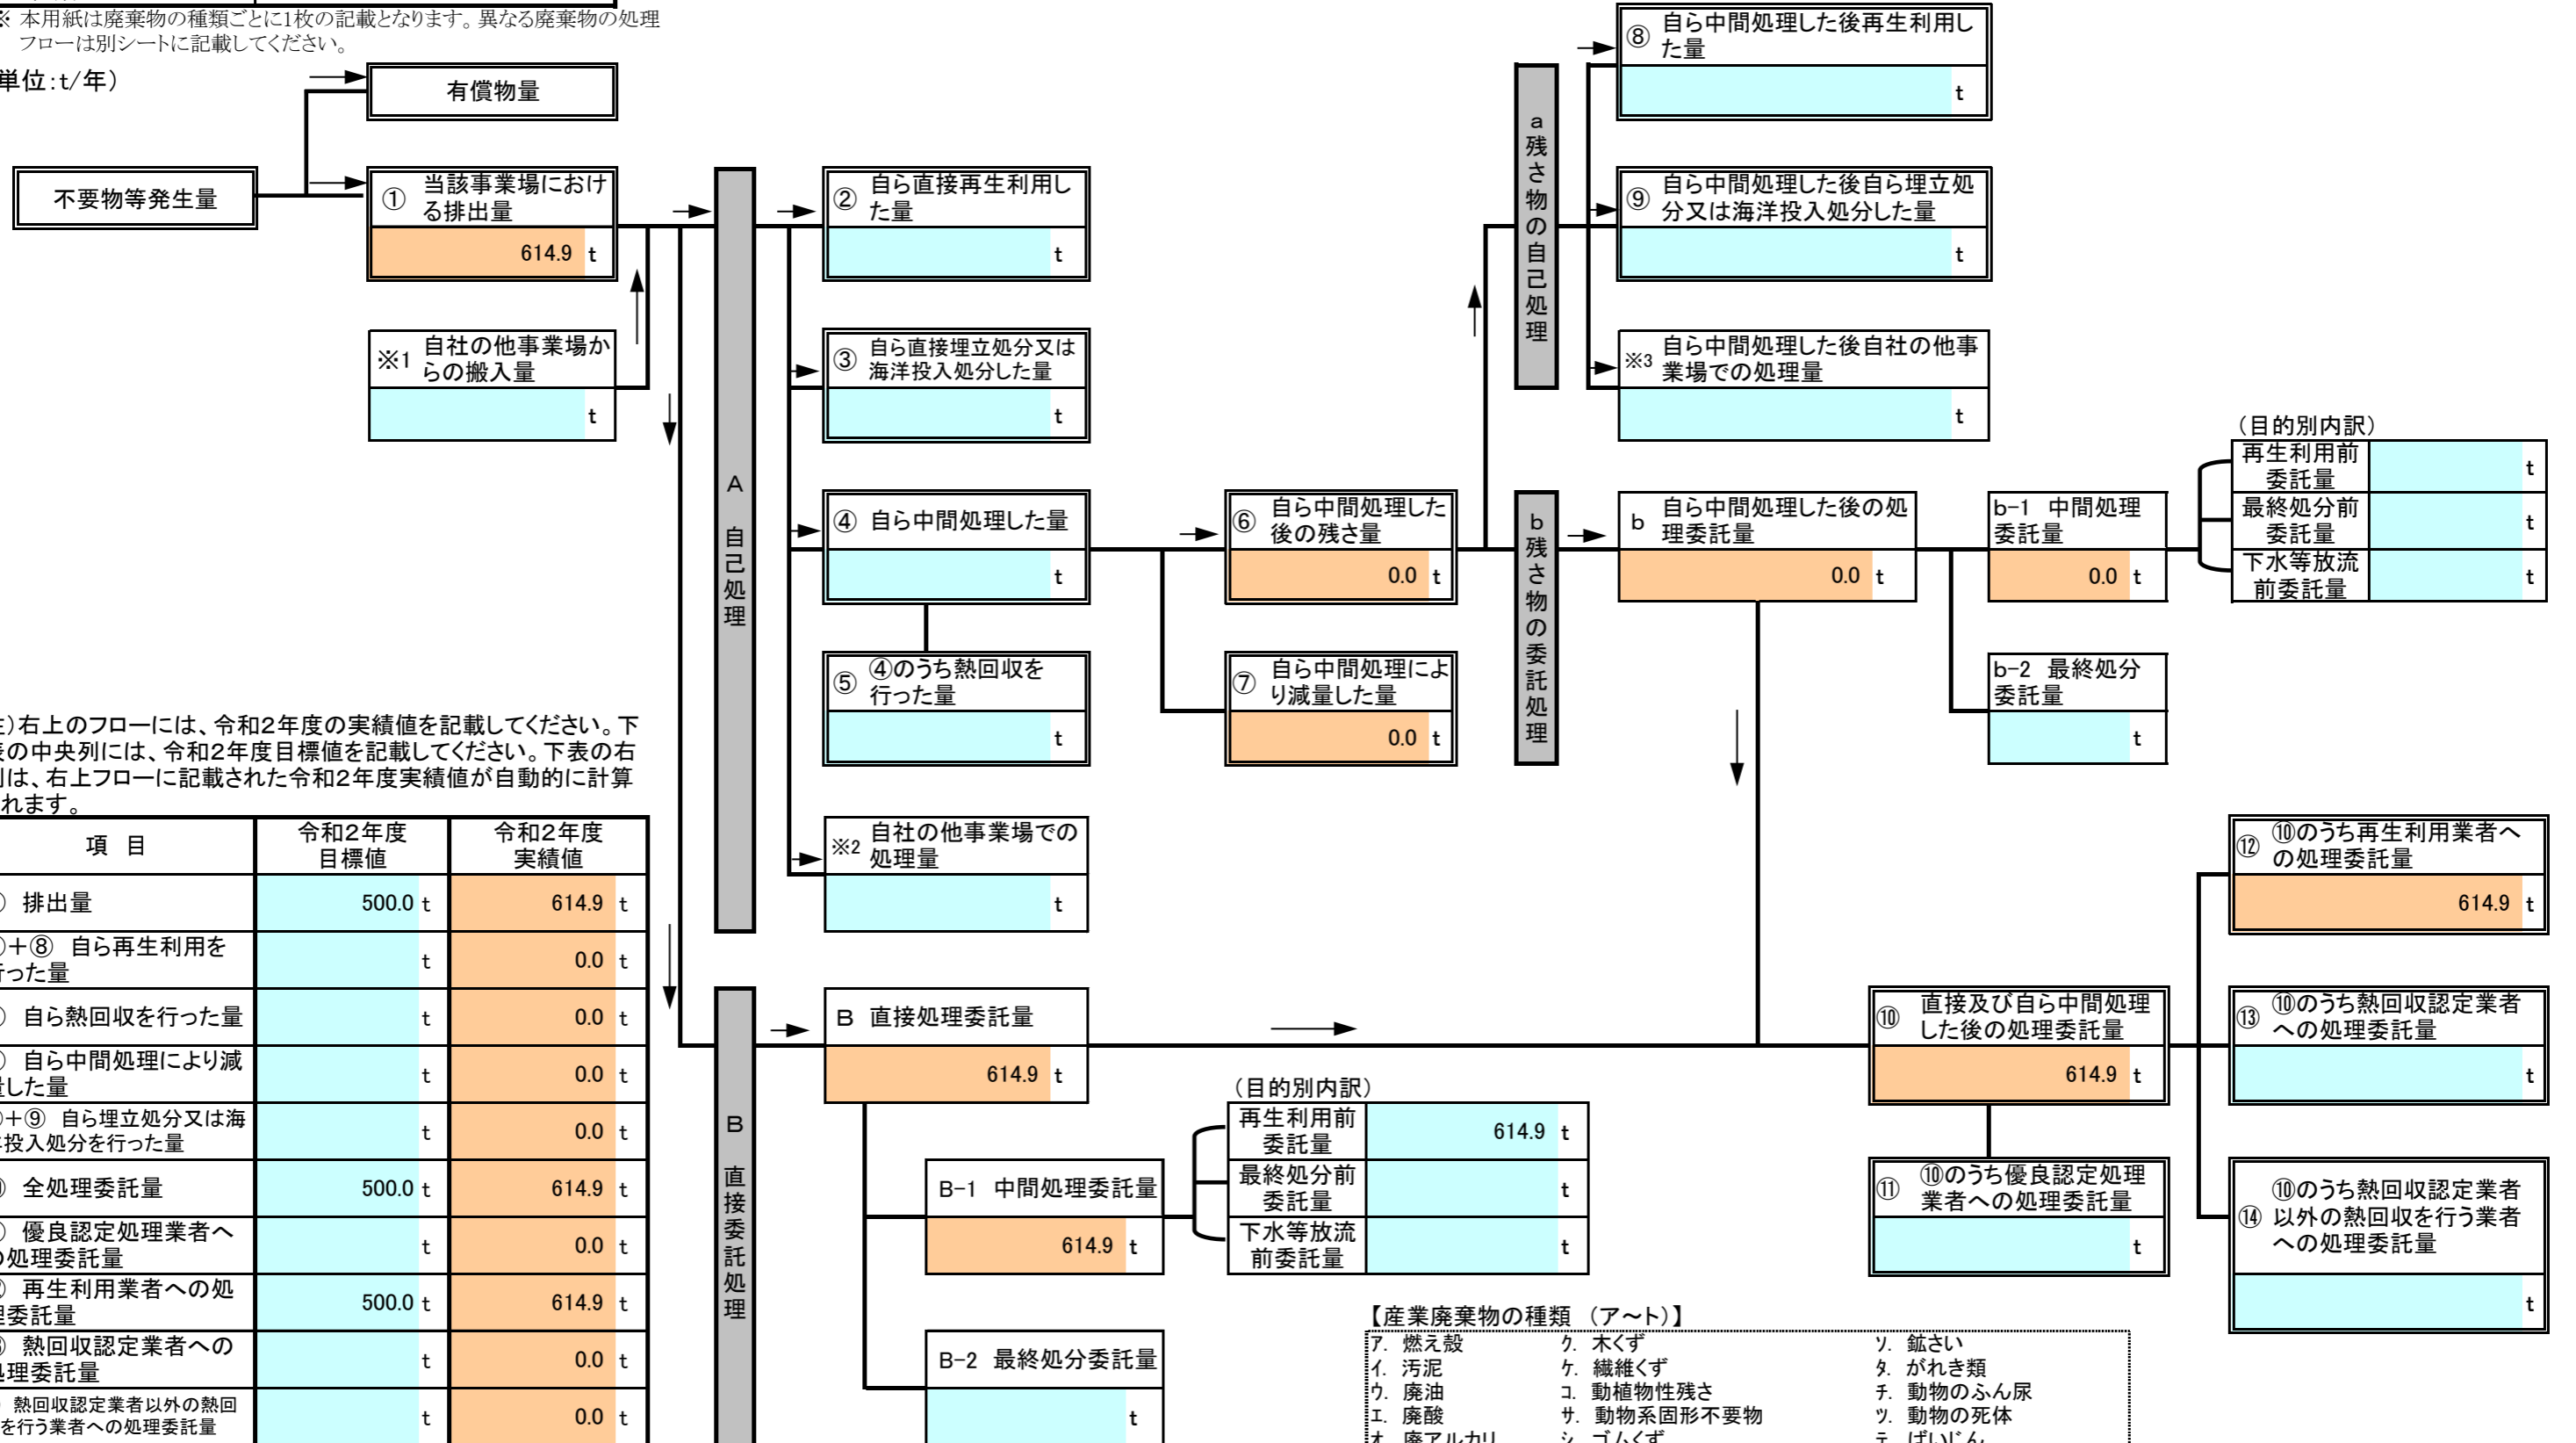 ※ 本用紙は廃棄物の種類ごとに1枚の記載となります。異なる廃棄物の処理
フローは別シートに記載してください。
単位:t/年)
有償物量
不要物等発生量
① 当該事業場におけ
る排出量
614.9 t
※1 自社の他事業場か
らの搬入量
t
A 自己処理
② 自ら直接再生利用し
た量
t
③ 自ら直接埋立処分又は
海洋投入処分した量
t
④ 自ら中間処理した量
t
⑤ ④のうち熱回収を
行った量
t
※2 自社の他事業場での
処理量
t
⑥ 自ら中間処理した
後の残さ量
0.0 t
⑦ 自ら中間処理によ
り減量した量
0.0 t
a残さ物の自己処理
⑧ 自ら中間処理した後再生利用し
た量
t
⑨ 自ら中間処理した後自ら埋立処
分又は海洋投入処分した量
t
※3 自ら中間処理した後自社の他事
業場での処理量
t
b残さ物の委託処理
b 自ら中間処理した後の処
理委託量
0.0 t
b-1 中間処理
委託量
0.0 t
b-2 最終処分
委託量
t
(目的別内訳)
再生利用前
委託量 t
最終処分前
委託量 t
下水等放流
前委託量 t
)右上のフローには、令和2年度の実績値を記載してください。下
表の中央列には、令和2年度目標値を記載してください。下表の右
は、右上フローに記載された令和2年度実績値が自動的に計算
れます。
項 目 令和2年度
目標値 令和2年度
実績値
排出量 500.0 t 614.9 t
+⑧ 自ら再生利用を
行った量 t 0.0 t
自ら熱回収を行った量 t 0.0 t
自ら中間処理により減
量した量 t 0.0 t
+⑨ 自ら埋立処分又は海
洋投入処分を行った量 t 0.0 t
全処理委託量 500.0 t 614.9 t
優良認定処理業者へ
の処理委託量 t 0.0 t
再生利用業者への処
理委託量 500.0 t 614.9 t
熱回収認定業者への
処理委託量 t 0.0 t
熱回収認定業者以外の熱回
を行う業者への処理委託量 t 0.0 t
B 直接委託処理
B 直接処理委託量
614.9 t
B-1 中間処理委託量
614.9 t
B-2 最終処分委託量
t
(目的別内訳)
再生利用前
委託量 614.9 t
最終処分前
委託量 t
下水等放流
前委託量 t
⑩ 直接及び自ら中間処理
した後の処理委託量
614.9 t
⑪ ⑩のうち優良認定処理
業者への処理委託量
t
⑫ ⑩のうち再生利用業者へ
の処理委託量
614.9 t
⑬ ⑩のうち熱回収認定業者
への処理委託量
t
⑭ ⑩のうち熱回収認定業者
以外の熱回収を行う業者
への処理委託量
t
【産業廃棄物の種類 (ア~ト)】
ア. 燃え殻 ク. 木くず ソ. 鉱さい
イ. 汚泥 ケ. 繊維くず タ. がれき類
ウ. 廃油 コ. 動植物性残さ チ. 動物のふん尿
エ. 廃酸 サ. 動物系固形不要物 ツ. 動物の死体
オ. 廃アルカリ シ. ゴムくず テ. ばいじん